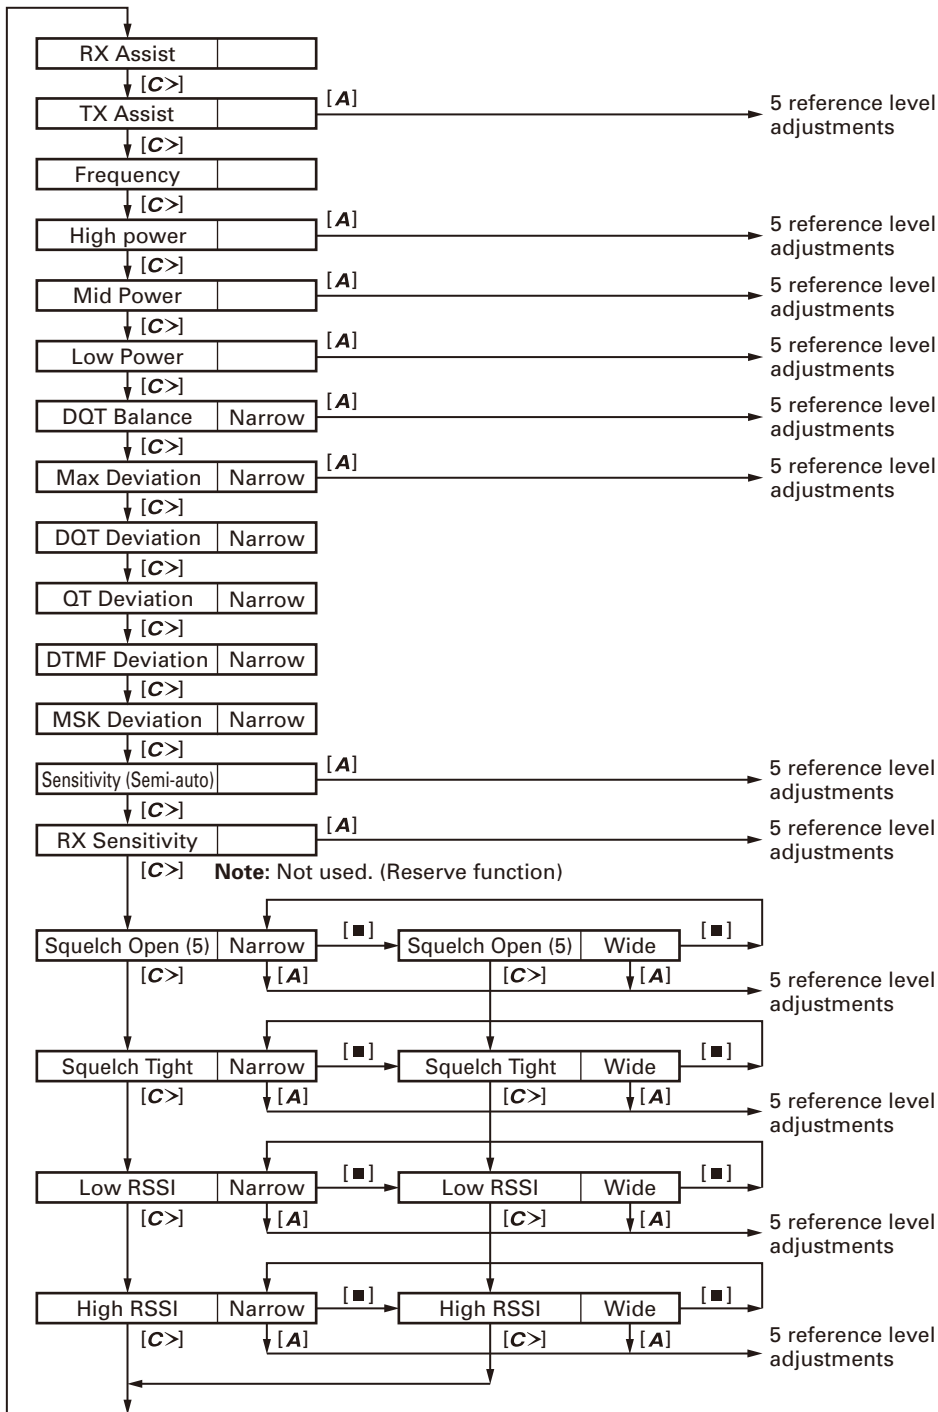 RX Assist
[C>]
TX Assist
[A]
5 reference level
adjustments
[C>]
Frequency
[C>]
High power
[A]
5 reference level
adjustments
[C>]
Mid Power
[A]
5 reference level
adjustments
[C>]
Low Power
[A]
5 reference level
adjustments
[C>]
DQT Balance Narrow
[A]
5 reference level
adjustments
[C>]
Max Deviation Narrow
[A]
5 reference level
adjustments
[C>]
DQT Deviation Narrow
[C>]
QT Deviation Narrow
[C>]
DTMF Deviation Narrow
[C>]
MSK Deviation Narrow
[C>]
Sensitivity (Semi-auto)
[A]
5 reference level
adjustments
[C>]
RX Sensitivity
[A]
5 reference level
adjustments
[C>]
Note: Not used. (Reserve function)
Squelch Open (5) Narrow [■] Squelch Open (5) Wide [■]
[C>] [A] [C>] [A]
5 reference level
adjustments
Squelch Tight Narrow [■] Squelch Tight Wide [■]
[C>] [A] [C>] [A]
5 reference level
adjustments
Low RSSI Narrow [■] Low RSSI Wide [■]
[C>] [A] [C>] [A]
5 reference level
adjustments
High RSSI Narrow [■] High RSSI Wide [■]
[C>] [A] [C>] [A]
5 reference level
adjustments